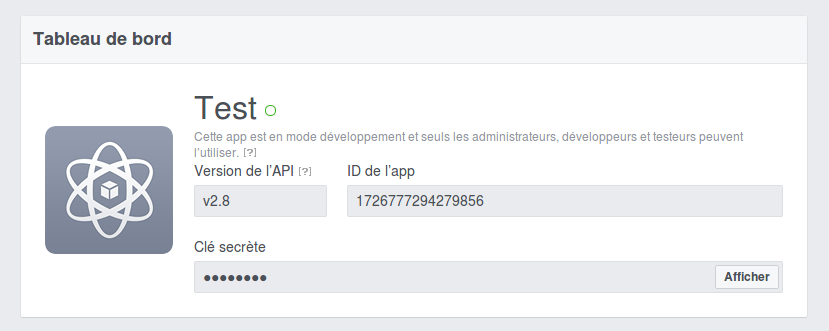 Tableau de bord
Test
Cette app est en mode développement et seuls les administrateurs, développeurs et testeurs peuvent
l'utiliser. [?]
Version de l'API [?] ID de l'app
v2.8 1726777294279856
Clé secrète
●●●●●●●● Afficher